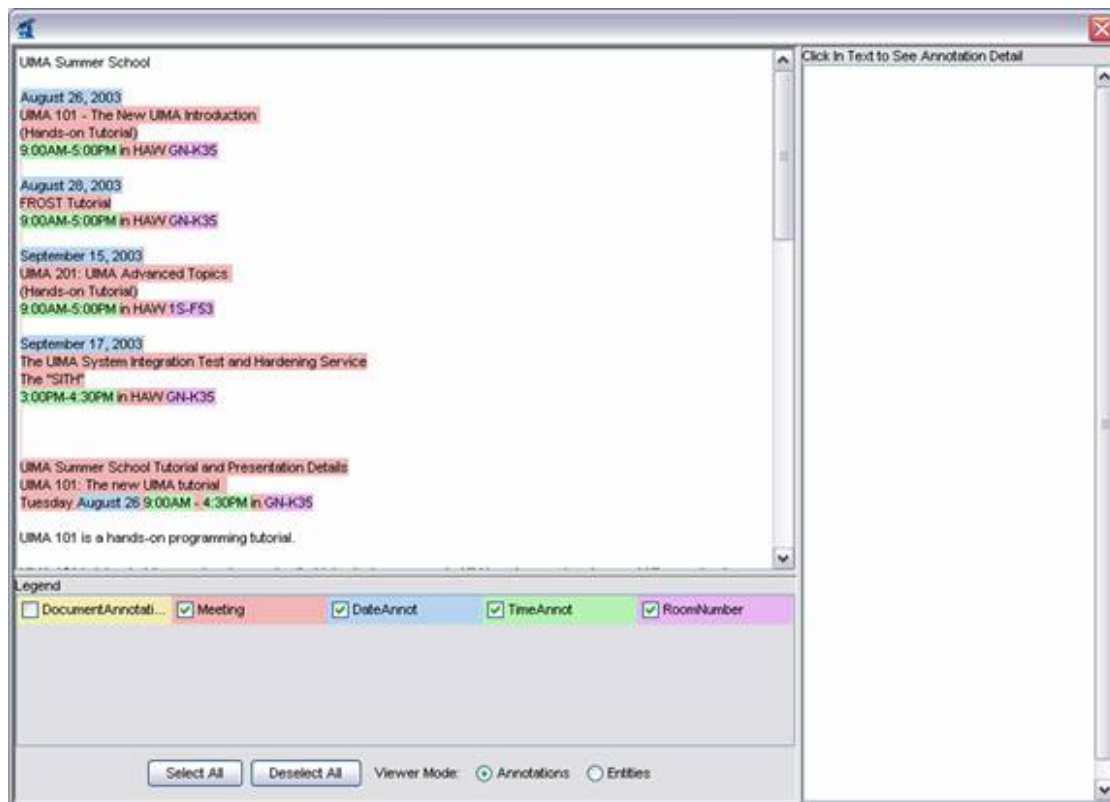 UIMA Summer School
August 26, 2003
UIMA 101 - The New UIMA Introduction
(Hands-on Tutorial)
9:00AM-5:00PM in HAW GN-K35
August 28, 2003
FROST Tutorial
9:00AM-5:00PM in HAW GN-K35
September 15, 2003
UIMA 201: UIMA Advanced Topics
(Hands-on Tutorial)
9:00AM-5:00PM in HAW 1S-F53
September 17, 2003
The UIMA System Integration Test and Hardening Service
The "SITH"
3:00PM-4:30PM in HAW GN-K35
UIMA Summer School Tutorial and Presentation Details
UIMA 101: The new UIMA tutorial
Tuesday August 26 9:00AM - 4:30PM in GN-K35
UIMA 101 is a hands-on programming tutorial.
Legend
DocumentAnnotati... Meeting DateAnnot TimeAnnot RoomNumber
Select All Deselect All Viewer Mode: Annotations Entities
Click In Text to See Annotation Detail